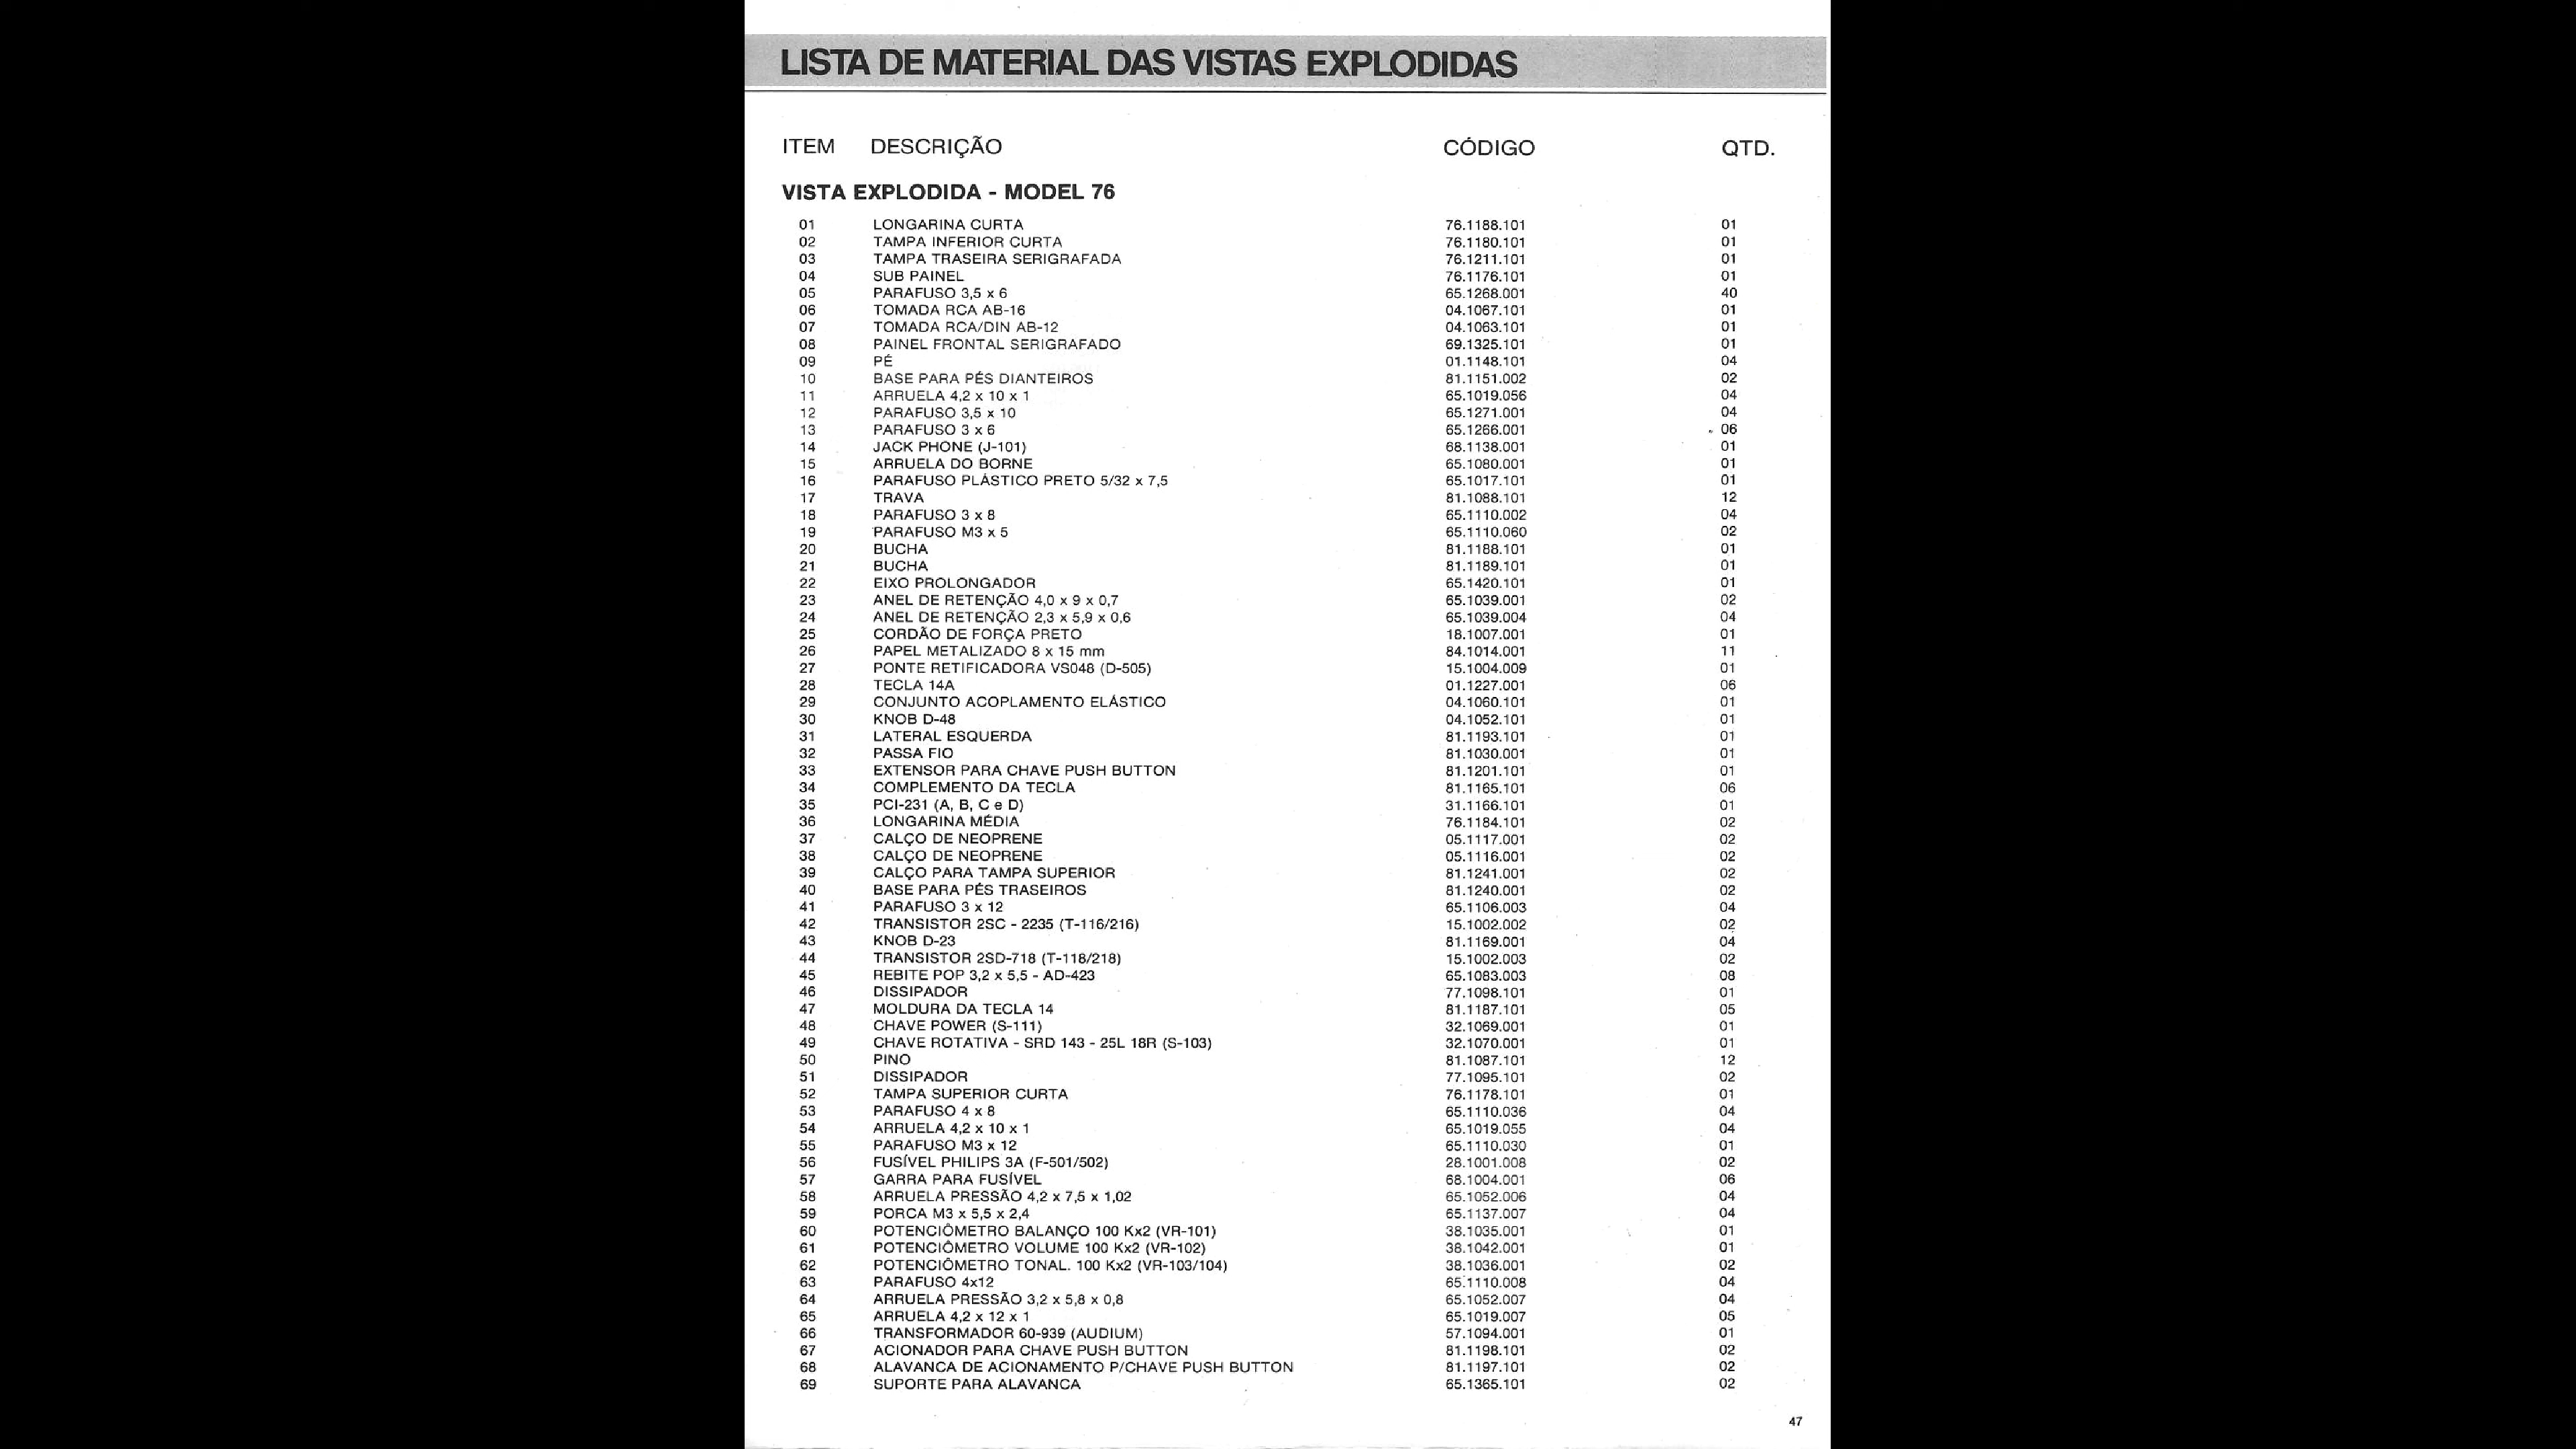 LISTA DE MATERIAL DAS VISTAS EXPLODIDAS
ITEM DESCRIÇÃO CÓDIGO QTD.
VISTA EXPLODIDA - MODEL 76
01 LONGARINA CURTA 76.1188.101 01
02 TAMPA INFERIOR CURTA 76.1180.101 01
03 TAMPA TRASEIRA SERIGRAFADA 76.1211.101 01
04 SUB PAINEL 76.1176.101 01
05 PARAFUSO 3,5 x 6 65.1268.001 40
06 TOMADA RCA AB-16 04.1067.101 01
07 TOMADA RCA/DIN AB-12 04.1063.101 01
08 PAINEL FRONTAL SERIGRAFADO 69.1325.101 01
09 PÉ 01.1148.101 04
10 BASE PARA PÉS DIANTEIROS 81.1151.002 02
11 ARRUELA 4,2 x 10 x 1 65.1019.056 04
12 PARAFUSO 3,5 x 10 65.1271.001 04
13 PARAFUSO 3 x 6 65.1266.001 06
14 JACK PHONE (J-101) 68.1138.001 01
15 ARRUELA DO BORNE 65.1080.001 01
16 PARAFUSO PLÁSTICO PRETO 5/32 x 7,5 65.1017.101 01
17 TRAVA 81.1088.101 12
18 PARAFUSO 3 x 8 65.1110.002 04
19 PARAFUSO M3 x 5 65.1110.060 02
20 BUCHA 81.1188.101 01
21 BUCHA 81.1189.101 01
22 EIXO PROLONGADOR 65.1420.101 01
23 ANEL DE RETENÇÃO 4,0 x 9 x 0,7 65.1039.001 02
24 ANEL DE RETENÇÃO 2,3 x 5,9 x 0,6 65.1039.004 04
25 CORDÃO DE FORÇA PRETO 18.1007.001 01
26 PAPEL METALIZADO 8 x 15 mm 84.1014.001 11
27 PONTE RETIFICADORA VS048 (D-505) 15.1004.009 01
28 TECLA 14A 01.1227.001 06
29 CONJUNTO ACOPLAMENTO ELÁSTICO 04.1060.101 01
30 KNOB D-48 04.1052.101 01
31 LATERAL ESQUERDA 81.1193.101 01
32 PASSA FIO 81.1030.001 01
33 EXTENSOR PARA CHAVE PUSH BUTTON 81.1201.101 01
34 COMPLEMENTO DA TECLA 81.1165.101 06
35 PCI-231 (A, B, C e D) 31.1166.101 01
36 LONGARINA MÉDIA 76.1184.101 02
37 CALÇO DE NEOPRENE 05.1117.001 02
38 CALÇO DE NEOPRENE 05.1116.001 02
39 CALÇO PARA TAMPA SUPERIOR 81.1241.001 02
40 BASE PARA PÉS TRASEIROS 81.1240.001 02
41 PARAFUSO 3 x 12 65.1106.003 04
42 TRANSISTOR 2SC - 2235 (T-116/216) 15.1002.002 02
43 KNOB D-23 81.1169.001 04
44 TRANSISTOR 2SD-718 (T-118/218) 15.1002.003 02
45 REBITE POP 3,2 x 5,5 - AD-423 65.1083.003 08
46 DISSIPADOR 77.1098.101 01
47 MOLDURA DA TECLA 14 81.1187.101 05
48 CHAVE POWER (S-111) 32.1069.001 01
49 CHAVE ROTATIVA - SRD 143 - 25L 18R (S-103) 32.1070.001 01
50 PINO 81.1087.101 12
51 DISSIPADOR 77.1095.101 02
52 TAMPA SUPERIOR CURTA 76.1178.101 01
53 PARAFUSO 4 x 8 65.1110.036 04
54 ARRUELA 4,2 x 10 x 1 65.1019.055 04
55 PARAFUSO M3 x 12 65.1110.030 01
56 FUSÍVEL PHILIPS 3A (F-501/502) 28.1001.008 02
57 GARRA PARA FUSÍVEL 68.1004.001 06
58 ARRUELA PRESSÃO 4,2 x 7,5 x 1,02 65.1052.006 04
59 PORCA M3 x 5,5 x 2,4 65.1137.007 04
60 POTENCIÔMETRO BALANÇO 100 Kx2 (VR-101) 38.1035.001 01
61 POTENCIÔMETRO VOLUME 100 Kx2 (VR-102) 38.1042.001 01
62 POTENCIÔMETRO TONAL. 100 Kx2 (VR-103/104) 38.1036.001 02
63 PARAFUSO 4x12 65.1110.008 04
64 ARRUELA PRESSÃO 3,2 x 5,8 x 0,8 65.1052.007 04
65 ARRUELA 4,2 x 12 x 1 65.1019.007 05
66 TRANSFORMADOR 60-939 (AUDIUM) 57.1094.001 01
67 ACIONADOR PARA CHAVE PUSH BUTTON 81.1198.101 02
68 ALAVANCA DE ACIONAMENTO P/CHAVE PUSH BUTTON 81.1197.101 02
69 SUPORTE PARA ALAVANCA 65.1365.101 02
47